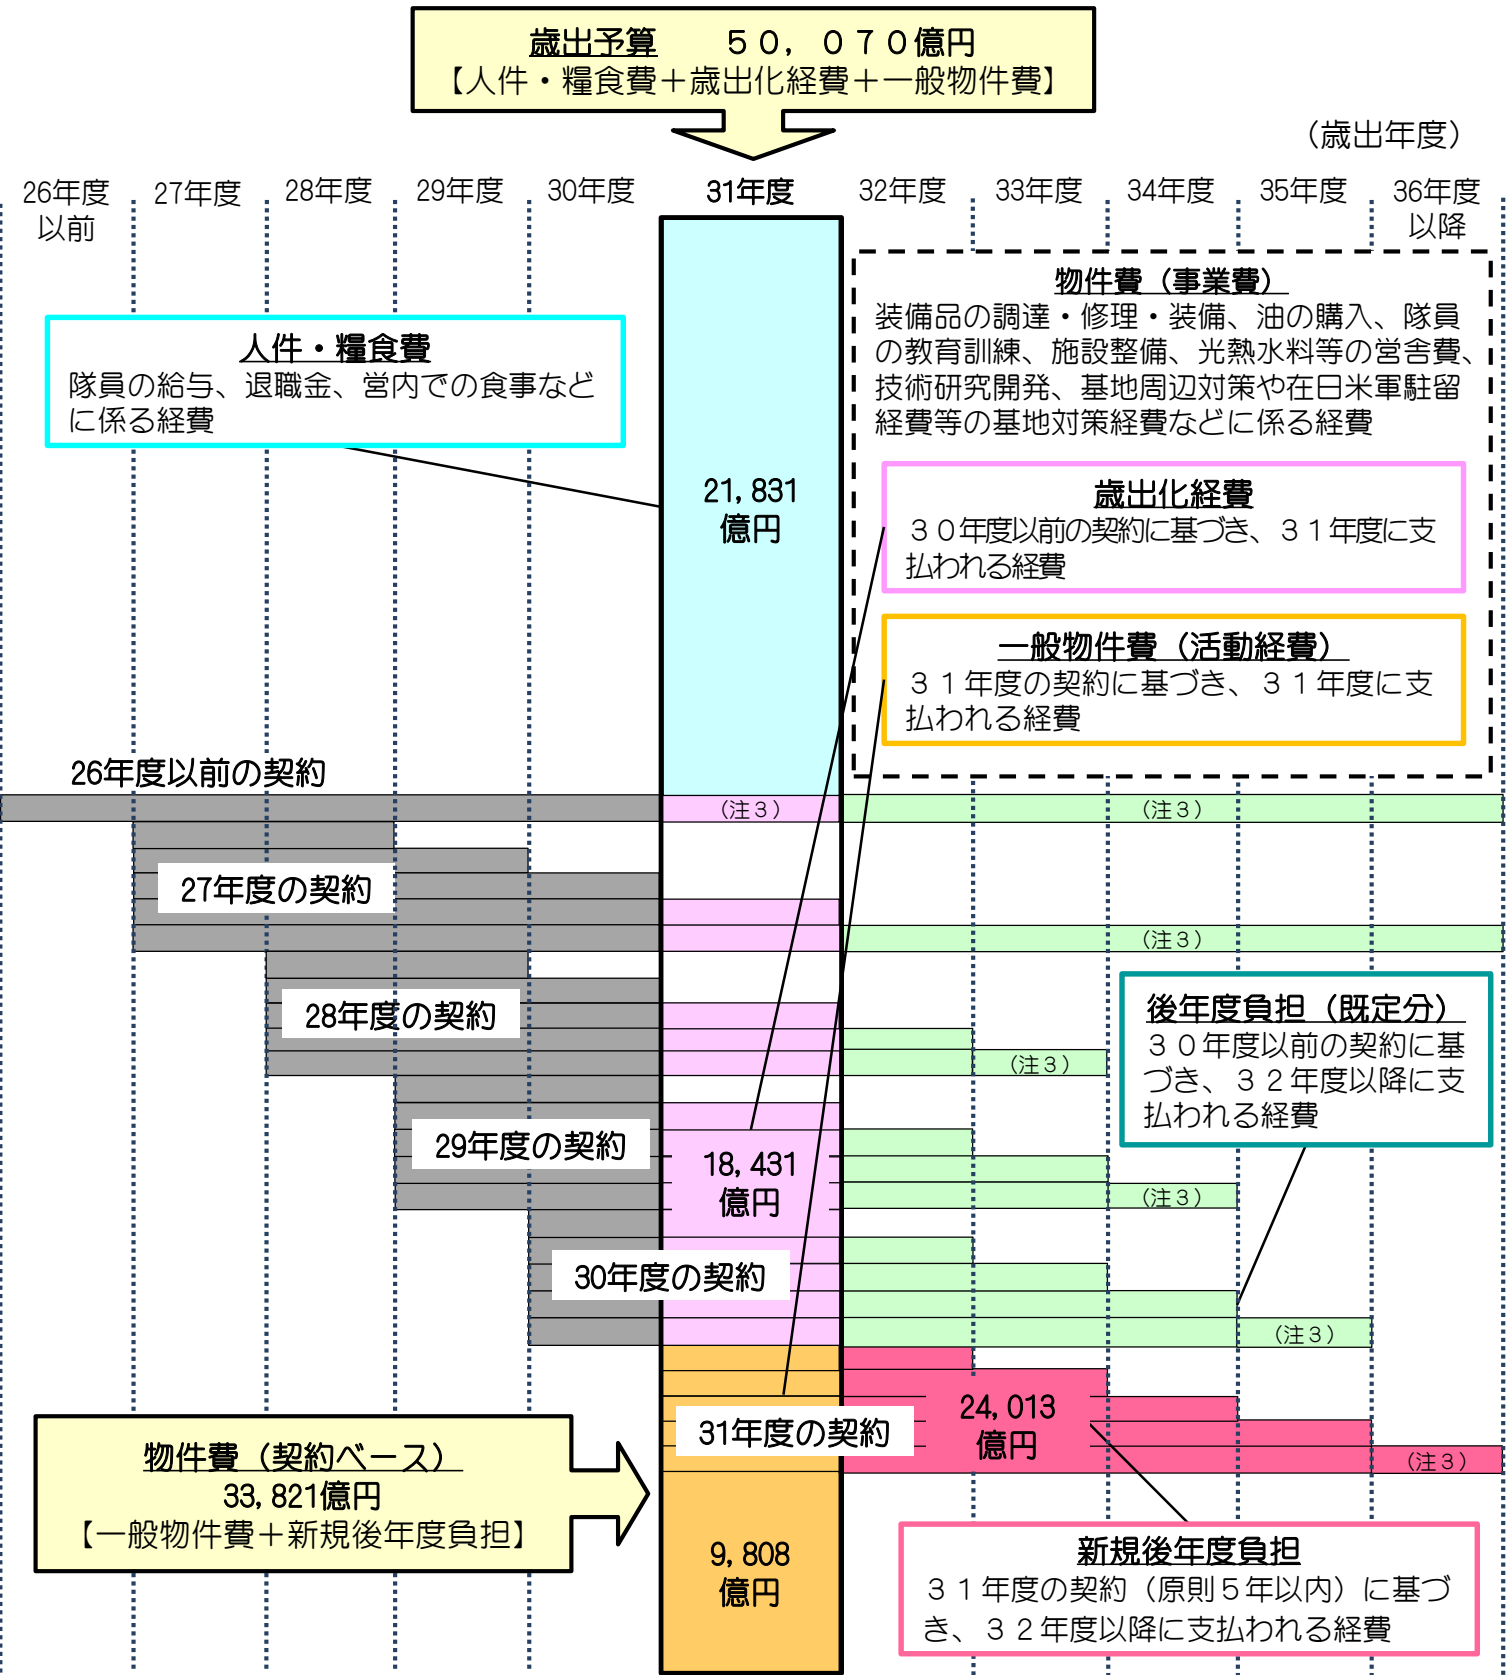 歳出予算　　５０，０７０億円
【人件・糧食費＋歳出化経費＋一般物件費】
（歳出年度）
26年度
以前
27年度
28年度
29年度
30年度
31年度
32年度
33年度
34年度
35年度
36年度
以降
人件・糧食費
隊員の給与、退職金、営内での食事など
に係る経費
物件費（事業費）
装備品の調達・修理・装備、油の購入、隊員
の教育訓練、施設整備、光熱水料等の営舎費、
技術研究開発、基地周辺対策や在日米軍駐留
経費等の基地対策経費などに係る経費
21,831
億円
歳出化経費
３０年度以前の契約に基づき、３１年度に支
払われる経費
一般物件費（活動経費）
３１年度の契約に基づき、３１年度に支
払われる経費
26年度以前の契約
（注３）
（注３）
27年度の契約
（注３）
28年度の契約
（注３）
後年度負担（既定分）
３０年度以前の契約に基
づき、３２年度以降に支
払われる経費
29年度の契約
18,431
億円
（注３）
30年度の契約
（注３）
31年度の契約
24,013
億円
（注３）
物件費（契約ベース）
33,821億円
【一般物件費＋新規後年度負担】
9,808
億円
新規後年度負担
３１年度の契約（原則５年以内）に基づ
き、３２年度以降に支払われる経費